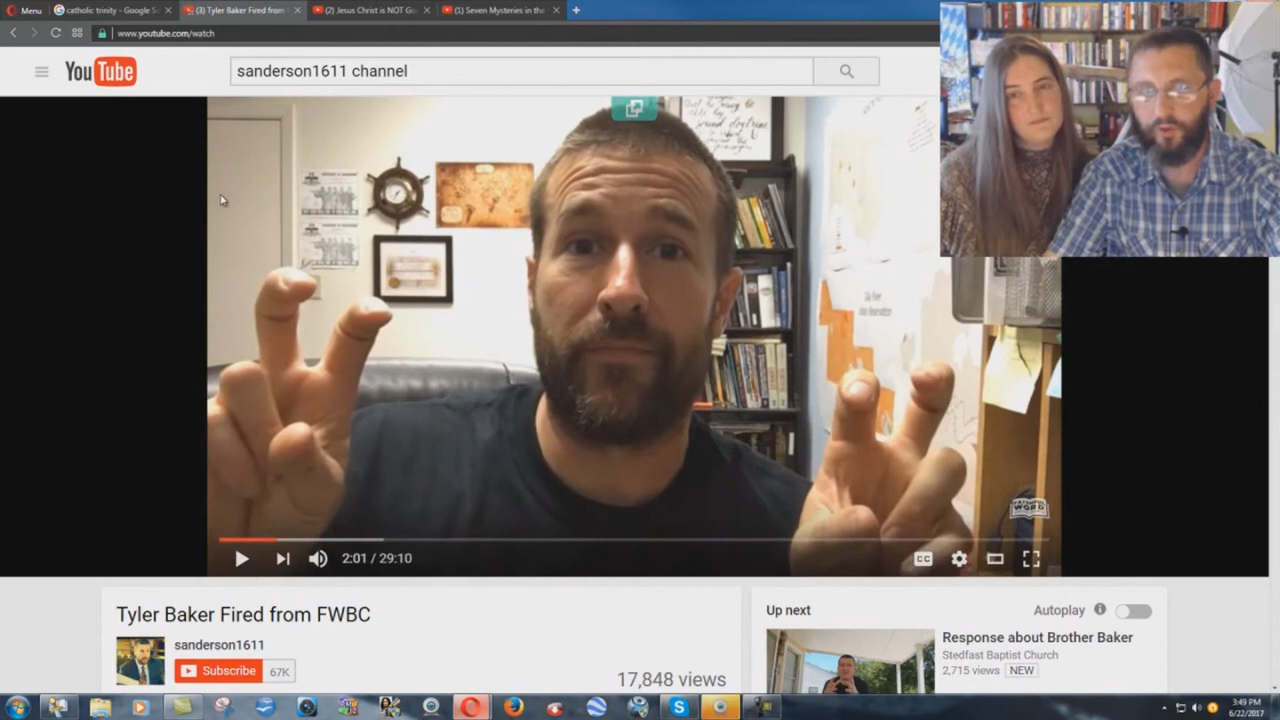 Menu
catholic trinity - Google S
(3) Tyler Baker Fired from
(2) Jesus Christ is NOT Go
(1) Seven Mysteries in the
www.youtube.com/watch
YouTube
sanderson1611 channel
FAITHFUL
WORD
2:01 / 29:10
CC
Tyler Baker Fired from FWBC
sanderson1611
Subscribe 67K
17,848 views
Up next
Autoplay
Response about Brother Baker
Stedfast Baptist Church
2,715 views NEW
3:49 PM
6/22/2017